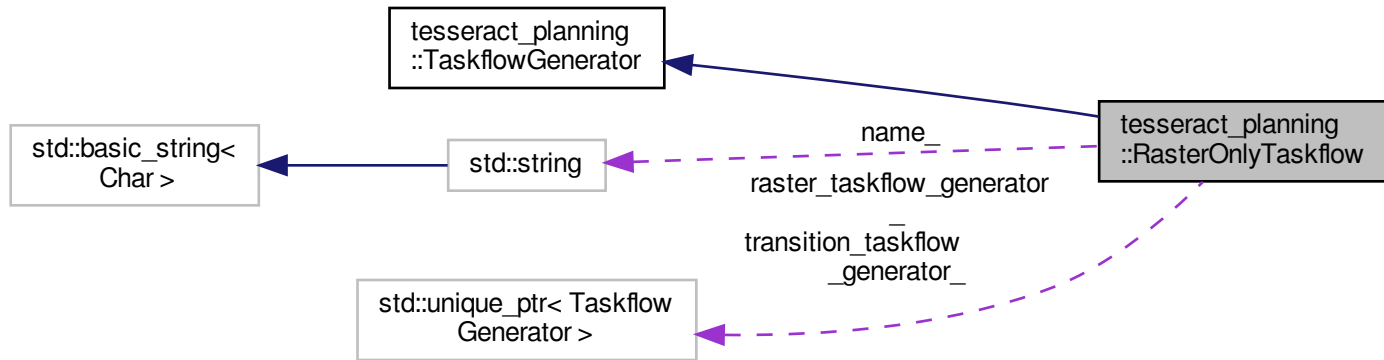 tesseract_planning
::TaskflowGenerator
tesseract_planning
::RasterOnlyTaskflow
std::basic_string<
Char >
std::string
name_
raster_taskflow_generator
_
transition_taskflow
_generator_
std::unique_ptr< Taskflow
Generator >